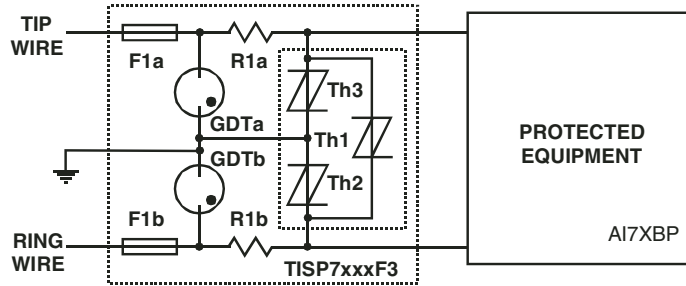 TIP
WIRE
F1a
R1a
Th3
GDTa
Th1
GDTb
Th2
F1b
R1b
RING
WIRE
TISP7xxxF3
PROTECTED
EQUIPMENT
AI7XBP